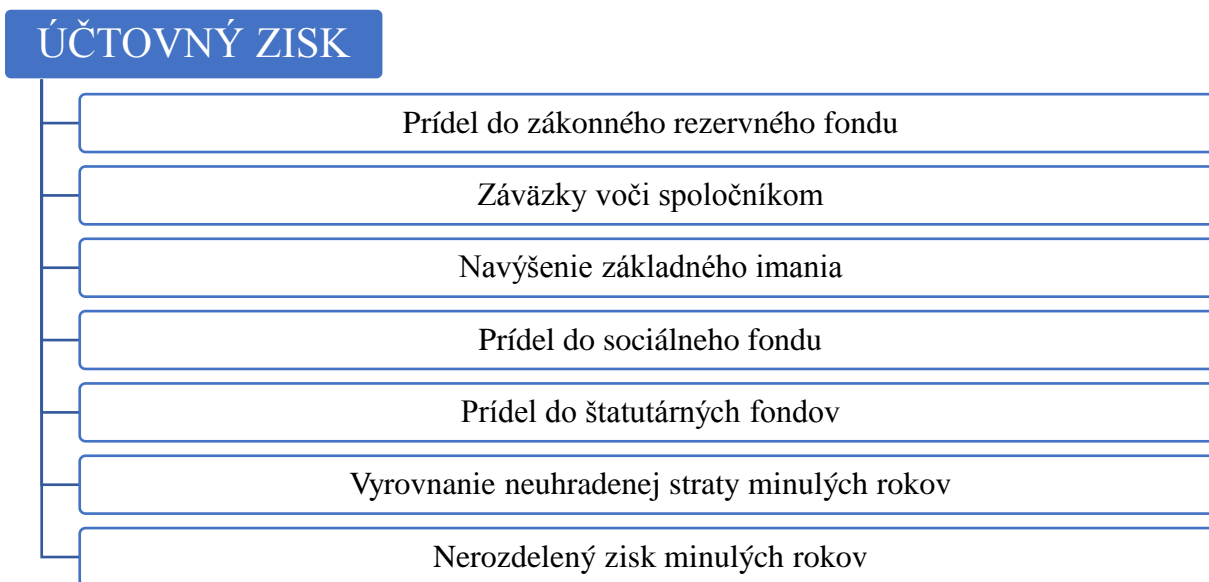 ÚČTOVNÝ ZISK
Prídel do zákonného rezervného fondu
Záväzky voči spoločníkom
Navýšenie základného imania
Prídel do sociálneho fondu
Prídel do štatutárných fondov
Vyrovnanie neuhradenej straty minulých rokov
Nerozdelený zisk minulých rokov